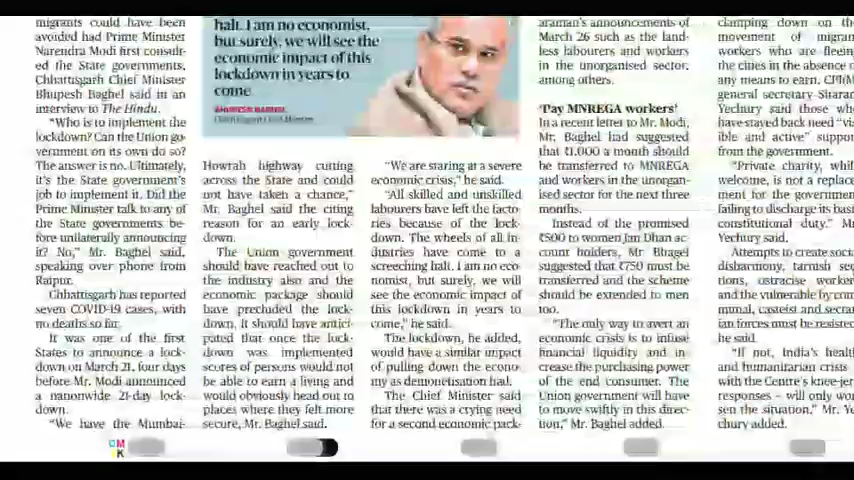 migrants could have been
avoided had Prime Minister
Narendra Modi first consult-
ed the State governments,
Chhattisgarh Chief Minister
Bhupesh Baghel said in an
interview to The Hindu.
"Who is to implement the
lockdown? Can the Union go-
vernment on its own do so?
The answer is no. Ultimately,
it's the State government's
job to implement it. Did the
Prime Minister talk to any of
the State governments be-
fore unilaterally announcing
it? No," Mr. Baghel said,
speaking over phone from
Raipur.
Chhattisgarh has reported
seven COVID-19 cases, with
no deaths so far.
It was one of the first
States to announce a lock-
down on March 21, four days
before Mr. Modi announced
a nationwide 21-day lock-
down.
"We have the Mumbai-
halt. I am no economist,
but surely, we will see the
economic impact of this
lockdown in years to
come
BHUPESH BAGHEL
Chhattisgarh Chief Minister
Howrah highway cutting
across the State and could
not have taken a chance,"
Mr. Baghel said the citing
reason for an early lock-
down.
The Union government
should have reached out to
the industry also and the
economic package should
have precluded the lock-
down. It should have antici-
pated that once the lock-
down was implemented
scores of persons would not
be able to earn a living and
would obviously head out to
places where they felt more
secure, Mr. Baghel said.
"We are staring at a severe
economic crisis," he said.
"All skilled and unskilled
labourers have left the facto-
ries because of the lock-
down. The wheels of all in-
dustries have come to a
screeching halt. I am no eco-
nomist, but surely, we will
see the economic impact of
this lockdown in years to
come," he said.
The lockdown, he added,
would have a similar impact
of pulling down the econo-
my as demonetisation had.
The Chief Minister said
that there was a crying need
for a second economic pack-
araman's announcements of
March 26 such as the land-
less labourers and workers
in the unorganised sector,
among others.
'Pay MNREGA workers'
In a recent letter to Mr. Modi,
Mr. Baghel had suggested
that ₹1,000 a month should
be transferred to MNREGA
and workers in the unorgan-
ised sector for the next three
months.
Instead of the promised
₹500 to women Jan Dhan ac-
count holders, Mr Bhagel
suggested that ₹750 must be
transferred and the scheme
should be extended to men
too.
"The only way to avert an
economic crisis is to infuse
financial liquidity and in-
crease the purchasing power
of the end consumer. The
Union government will have
to move swiftly in this direc-
tion," Mr. Baghel added.
clamping down on th
movement of migran
workers who are fleein
the cities in the absence o
any means to earn. CPI(M
general secretary Sitaran
Yechury said those wh
have stayed back need "vis
ible and active" suppor
from the government.
"Private charity, whil
welcome, is not a replace
ment for the governmen
failing to discharge its basi
constitutional duty." Mr
Yechury said.
Attempts to create socia
disharmony, tarnish sec
tions, ostracise worker
and the vulnerable by com
munal, casteist and sectar
ian forces must be resisted
he said.
"If not, India's health
and humanitarian crisis –
with the Centre's knee-jerk
responses – will only wor
sen the situation," Mr. Ye
chury added.
CM
YK